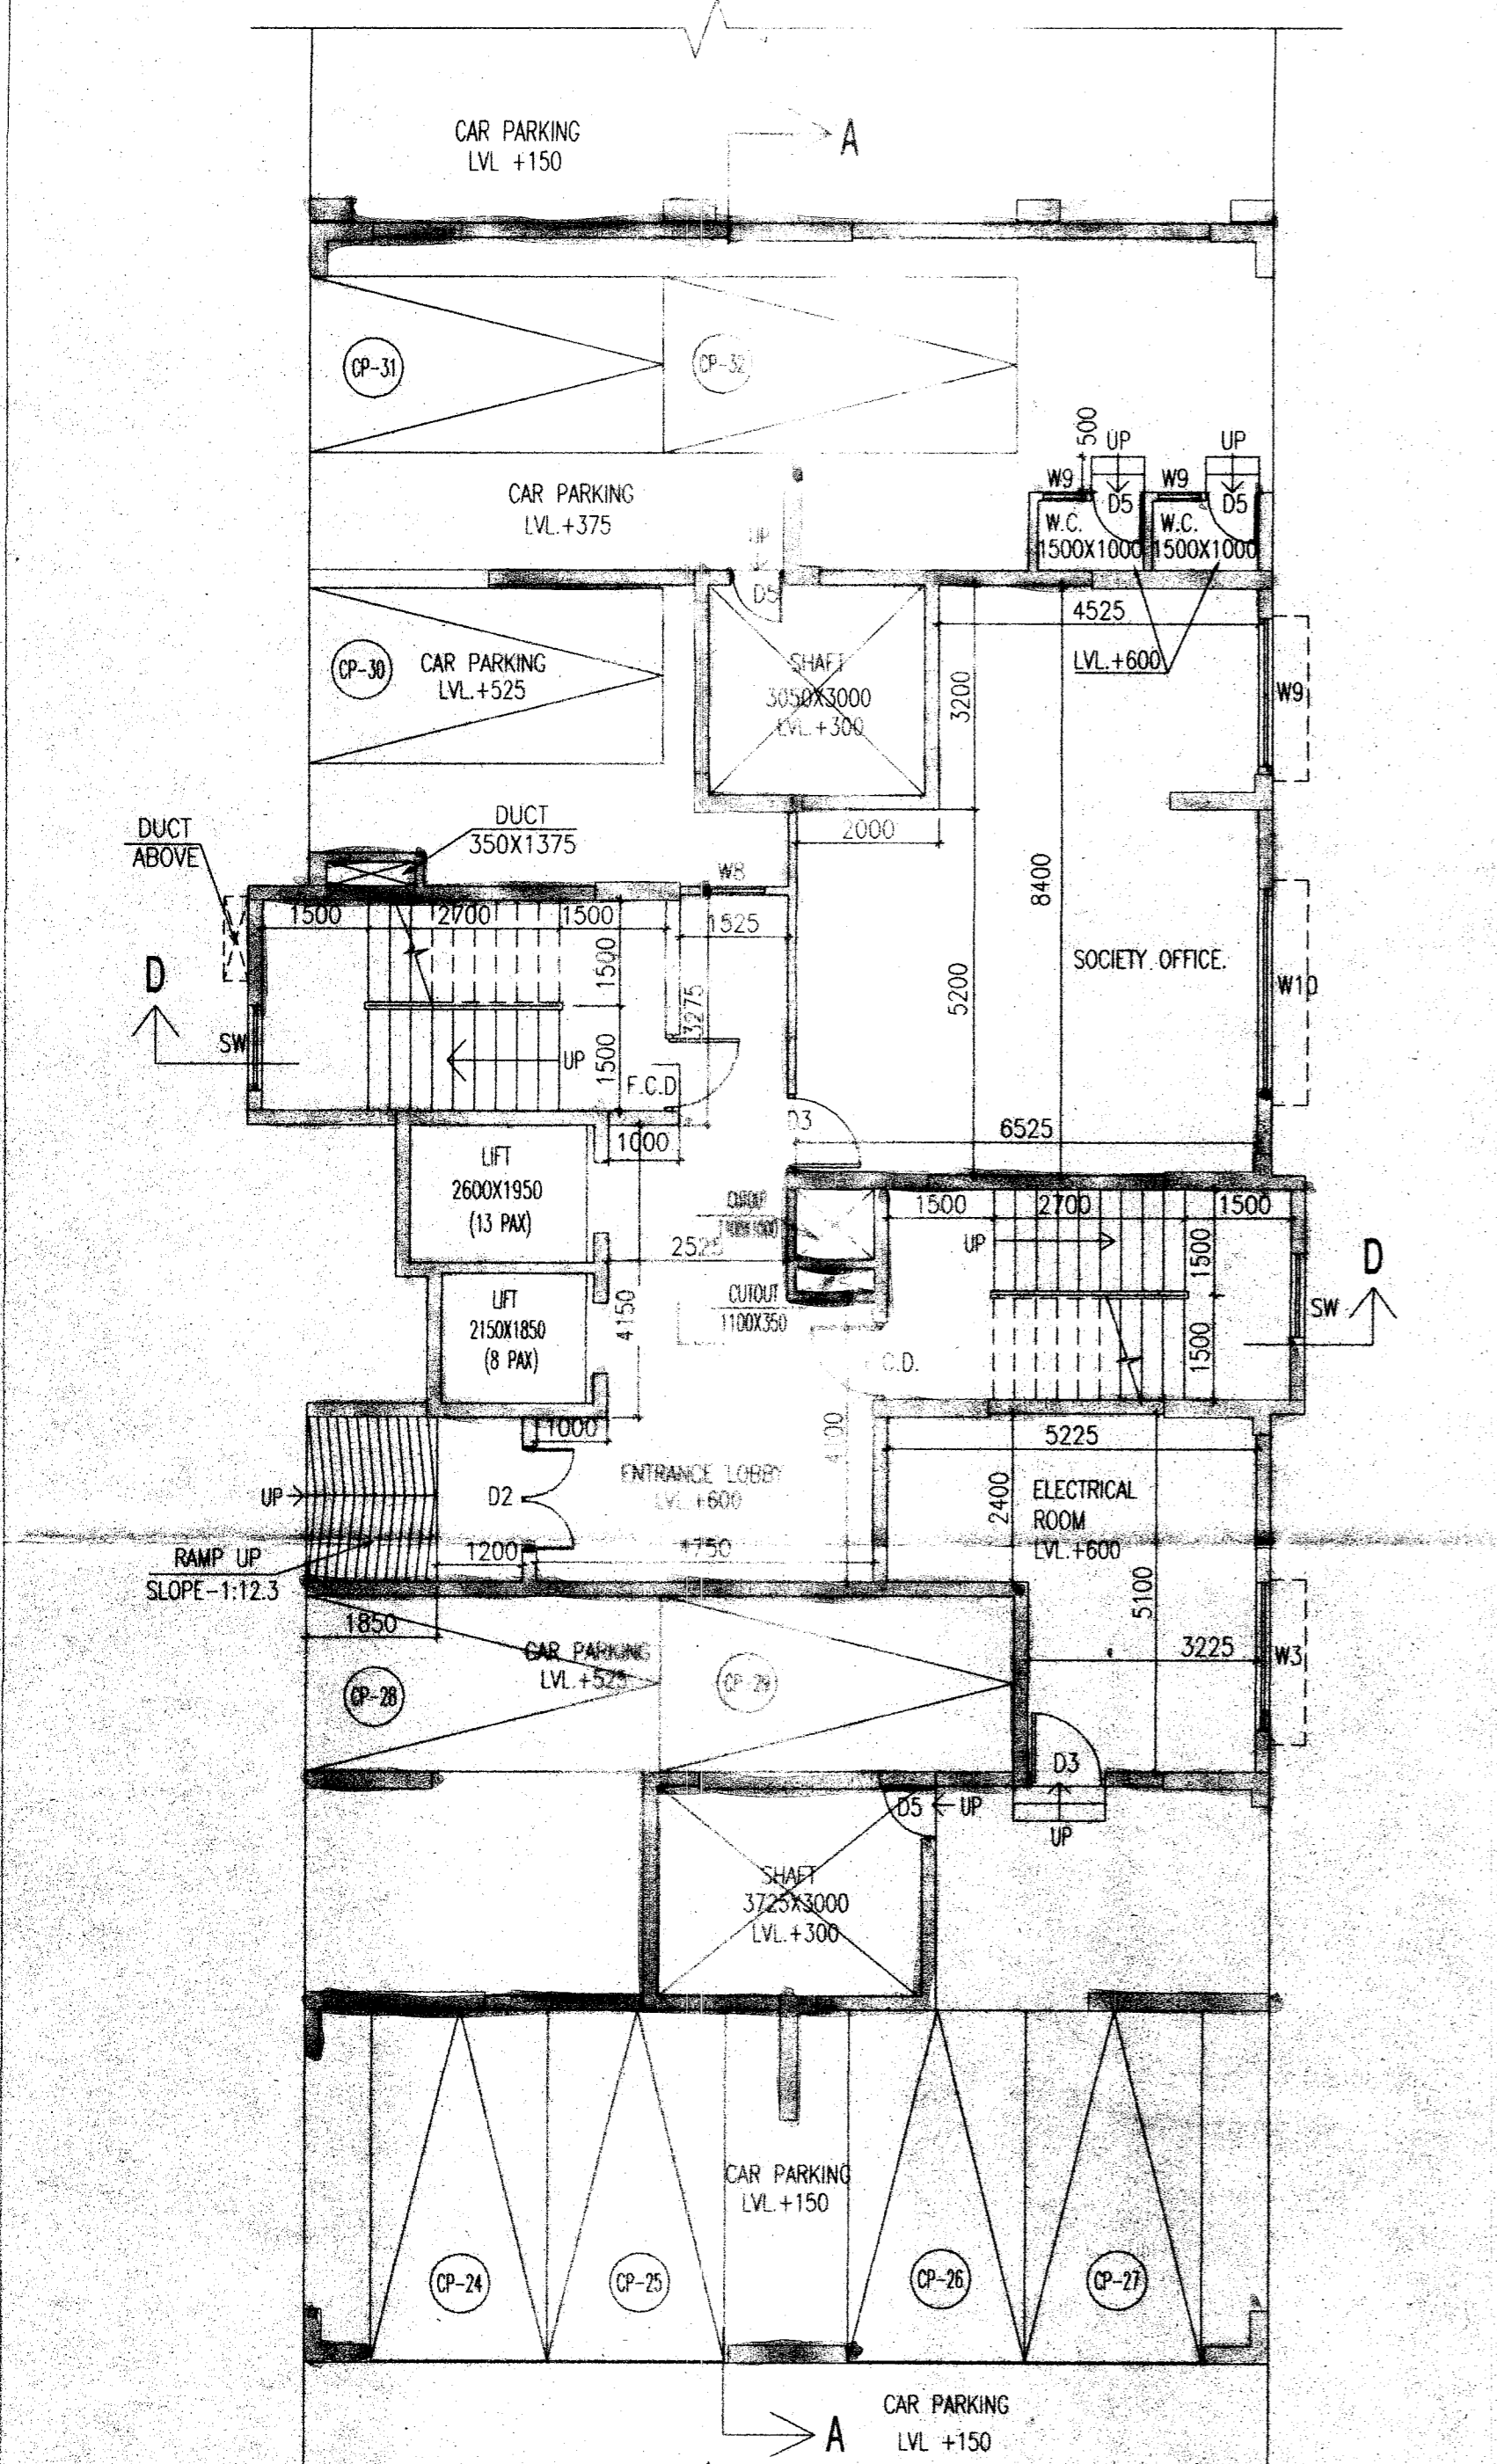 CAR PARKING
LVL +150
A
CP-31
CP-32
CAR PARKING
LVL.+375
500
UP
UP
W9
W9
D5
D5
W.C.
1500X1000
W.C.
1500X1000
UP
D5
4525
LVL.+600
CP-30
CAR PARKING
LVL.+525
SHAFT
3050X3000
LVL.+300
3200
W9
DUCT
ABOVE
DUCT
350X1375
2000
W8
8400
1500
2700
1500
1525
1500
3275
5200
SOCIETY OFFICE.
W10
D
SW
UP
1500
F.C.D
D3
6525
1000
LIFT
2600X1950
(13 PAX)
CUTOUT
1500
2700
1500
UP
1500
2525
D
LIFT
2150X1850
(8 PAX)
4150
CUTOUT
1100X350
SW
1500
C.D.
1000
5225
ENTRANCE LOBBY
LVL.+600
D2
UP
2400
ELECTRICAL
ROOM
LVL.+600
RAMP UP
SLOPE-1:12.3
1200
4750
5100
1850
CAR PARKING
LVL.+525
3225
W3
CP-28
CP-29
D3
D5
UP
UP
SHAFT
3725X3000
LVL.+300
CAR PARKING
LVL.+150
CP-24
CP-25
CP-26
CP-27
CAR PARKING
LVL +150
A